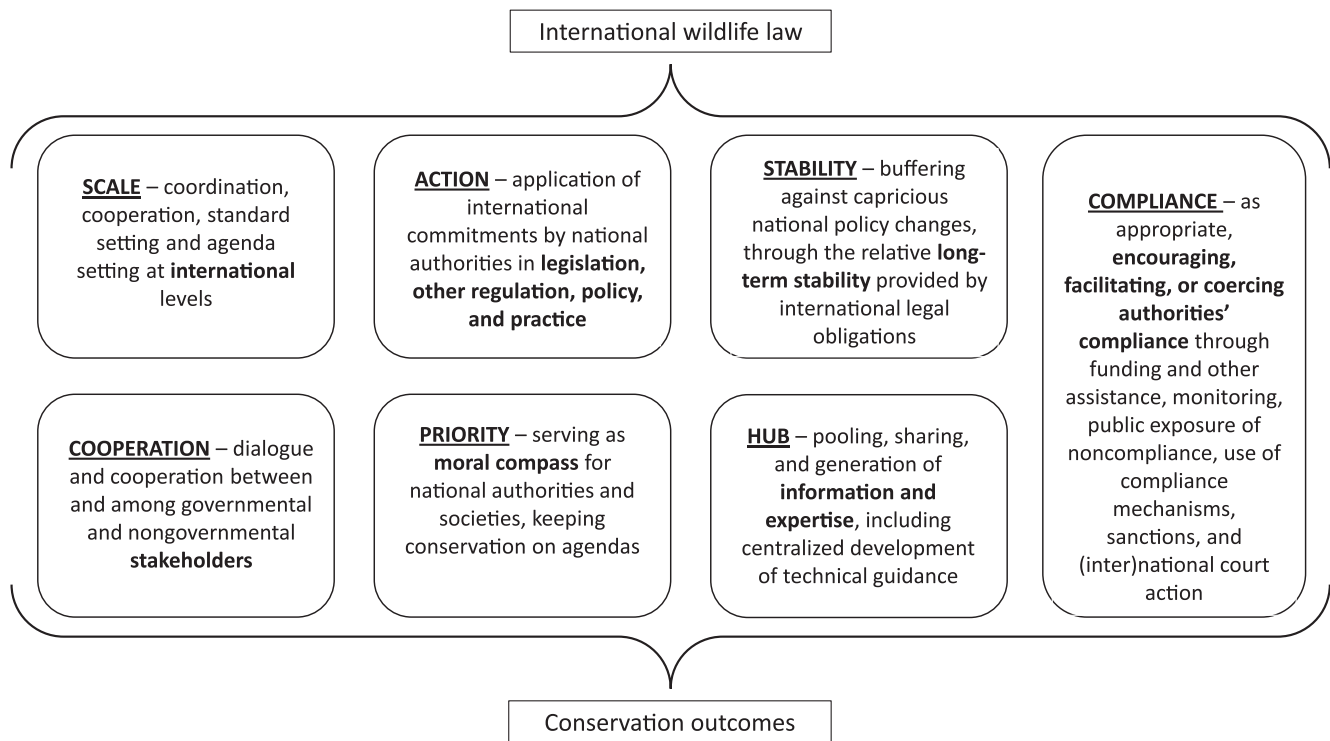 International wildlife law
SCALE – coordination,
cooperation, standard
setting and agenda
setting at international
levels
ACTION – application of
international
commitments by national
authorities in legislation,
other regulation, policy,
and practice
STABILITY – buffering
against capricious
national policy changes,
through the relative long-
term stability provided by
international legal
obligations
COMPLIANCE – as
appropriate,
encouraging,
facilitating, or coercing
authorities’
compliance through
funding and other
assistance, monitoring,
public exposure of
noncompliance, use of
compliance
mechanisms,
sanctions, and
(inter)national court
action
COOPERATION – dialogue
and cooperation between
and among governmental
and nongovernmental
stakeholders
PRIORITY – serving as
moral compass for
national authorities and
societies, keeping
conservation on agendas
HUB – pooling, sharing,
and generation of
information and
expertise, including
centralized development
of technical guidance
Conservation outcomes